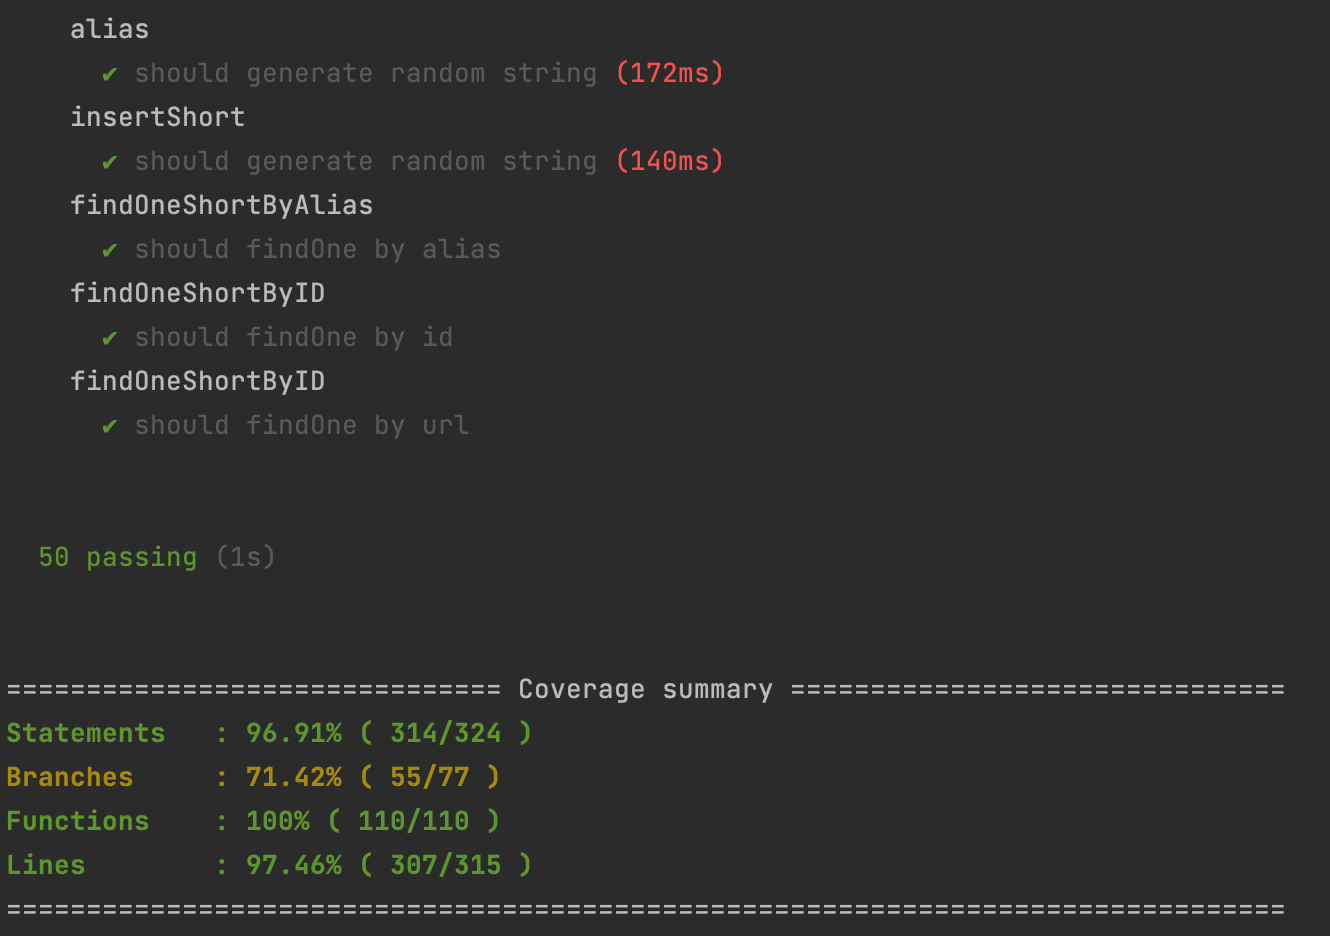 alias
✔ should generate random string (172ms)
insertShort
✔ should generate random string (140ms)
findOneShortByAlias
✔ should findOne by alias
findOneShortByID
✔ should findOne by id
findOneShortByID
✔ should findOne by url
50 passing (1s)
=============================== Coverage summary ===============================
Statements   : 96.91% ( 314/324 )
Branches     : 71.42% ( 55/77 )
Functions    : 100% ( 110/110 )
Lines        : 97.46% ( 307/315 )
================================================================================